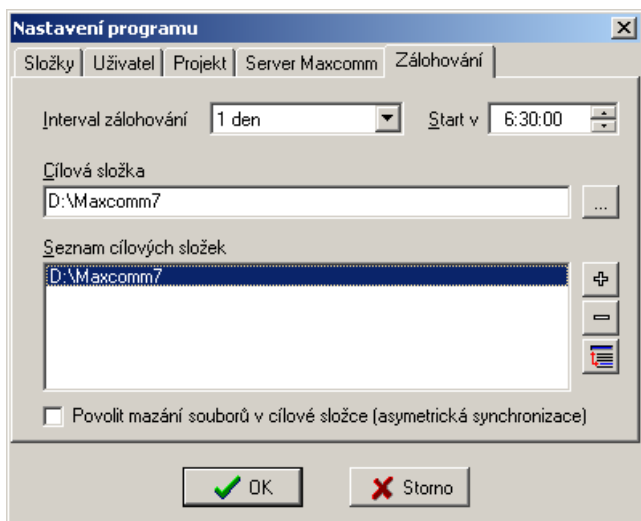 Nastavení programu
Složky Uživatel Projekt Server Maxcomm Zálohování
Interval zálohování 1 den Start v 6:30:00
Cílová složka
D:\Maxcomm7
...
Seznam cílových složek
D:\Maxcomm7
Povolit mazání souborů v cílové složce (asymetrická synchronizace)
OK Storno